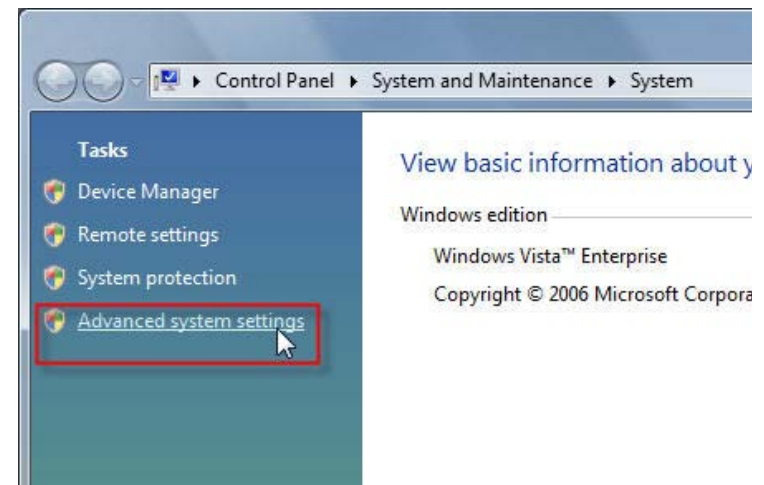 Control Panel ▸ System and Maintenance ▸ System
Tasks
Device Manager
Remote settings
System protection
Advanced system settings
View basic information about y
Windows edition
Windows Vista™ Enterprise
Copyright © 2006 Microsoft Corpora